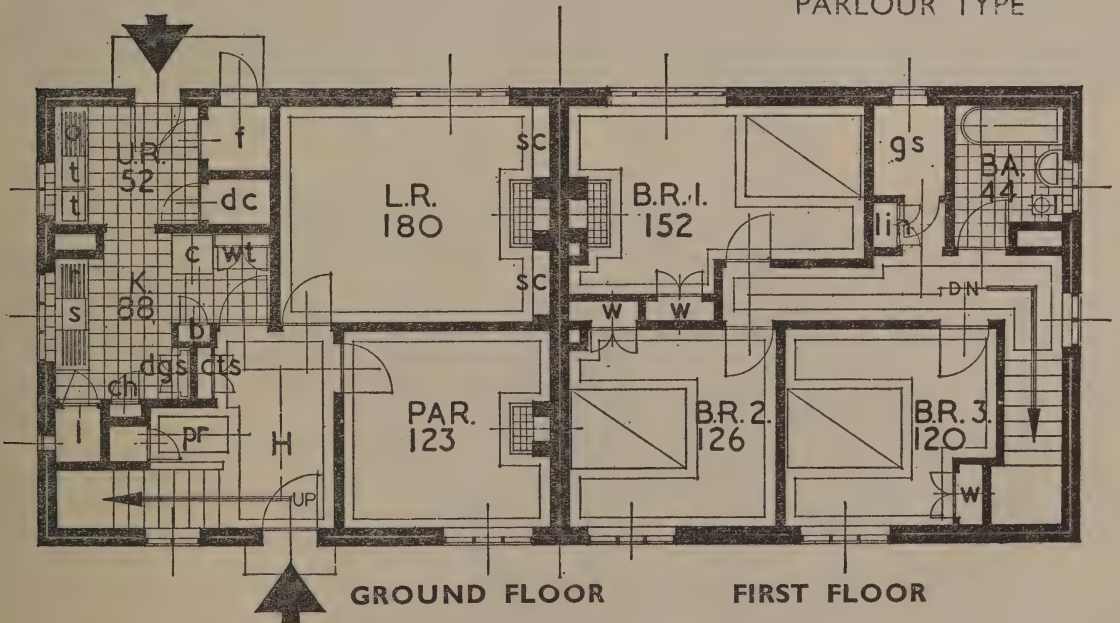 PARLOUR TYPE
U.R.
52
o
t
t
f
dc
L.R.
180
sc
sc
B.R.1.
152
gs
lin
BA.
44
c
wt
K
88
s
b
dgs
cts
ch
l
pr
H
UP
PAR.
123
w
w
DN
B.R.2.
126
B.R.3.
120
w
GROUND FLOOR
FIRST FLOOR